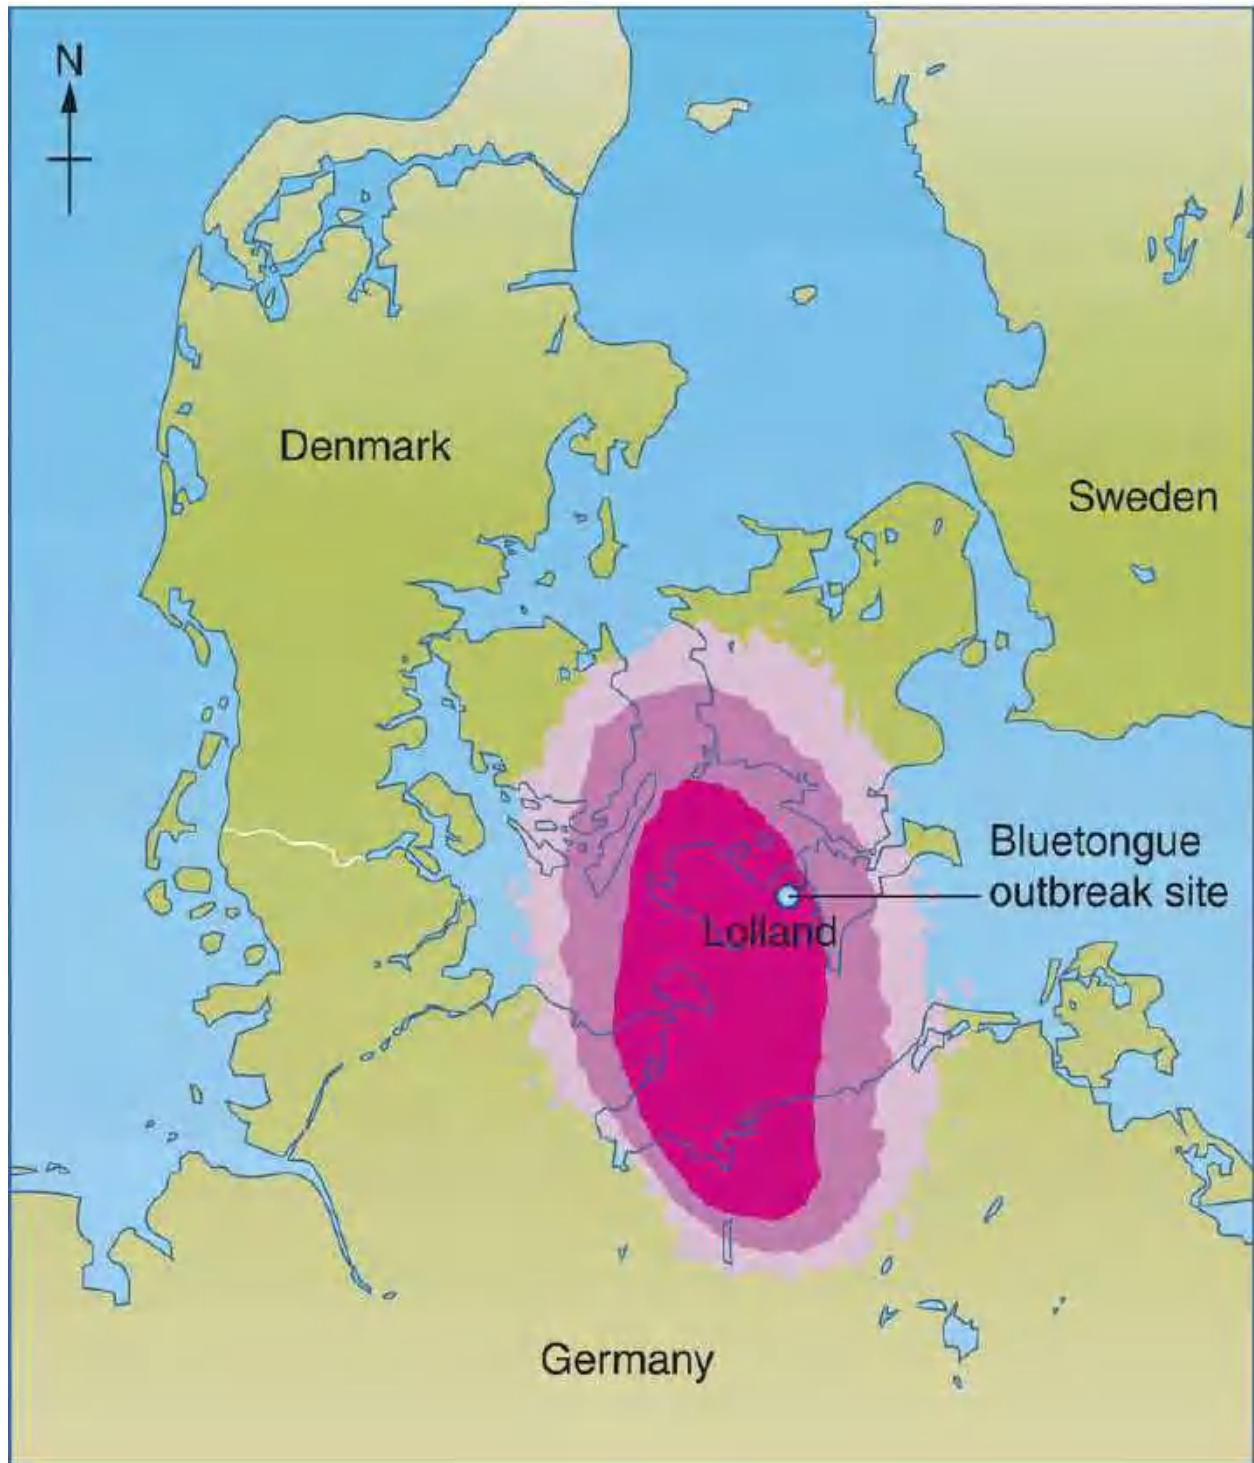 N
Denmark
Sweden
Bluetongue
outbreak site
Lolland
Germany